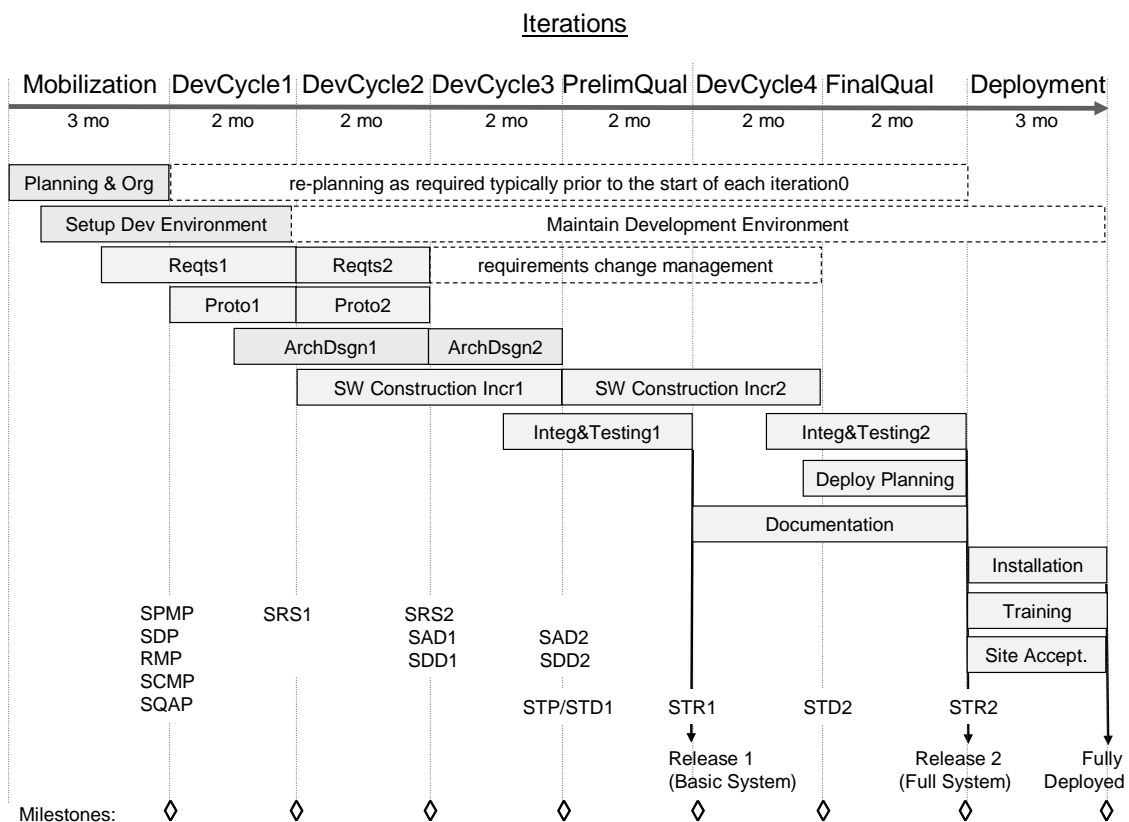 Iterations
Mobilization DevCycle1 DevCycle2 DevCycle3 PrelimQual DevCycle4 FinalQual Deployment
3 mo 2 mo 2 mo 2 mo 2 mo 2 mo 2 mo 3 mo
Planning & Org re-planning as required typically prior to the start of each iteration0
Setup Dev Environment Maintain Development Environment
Reqts1 Reqts2 requirements change management
Proto1 Proto2
ArchDsgn1 ArchDsgn2
SW Construction Incr1 SW Construction Incr2
Integ&Testing1 Integ&Testing2
Deploy Planning
Documentation
Installation
SPMP SRS1 SRS2 Training
SDP SAD1 SAD2
RMP SDD1 SDD2 Site Accept.
SCMP
SQAP STP/STD1 STR1 STD2 STR2
Release 1 Release 2 Fully
(Basic System) (Full System) Deployed
Milestones: